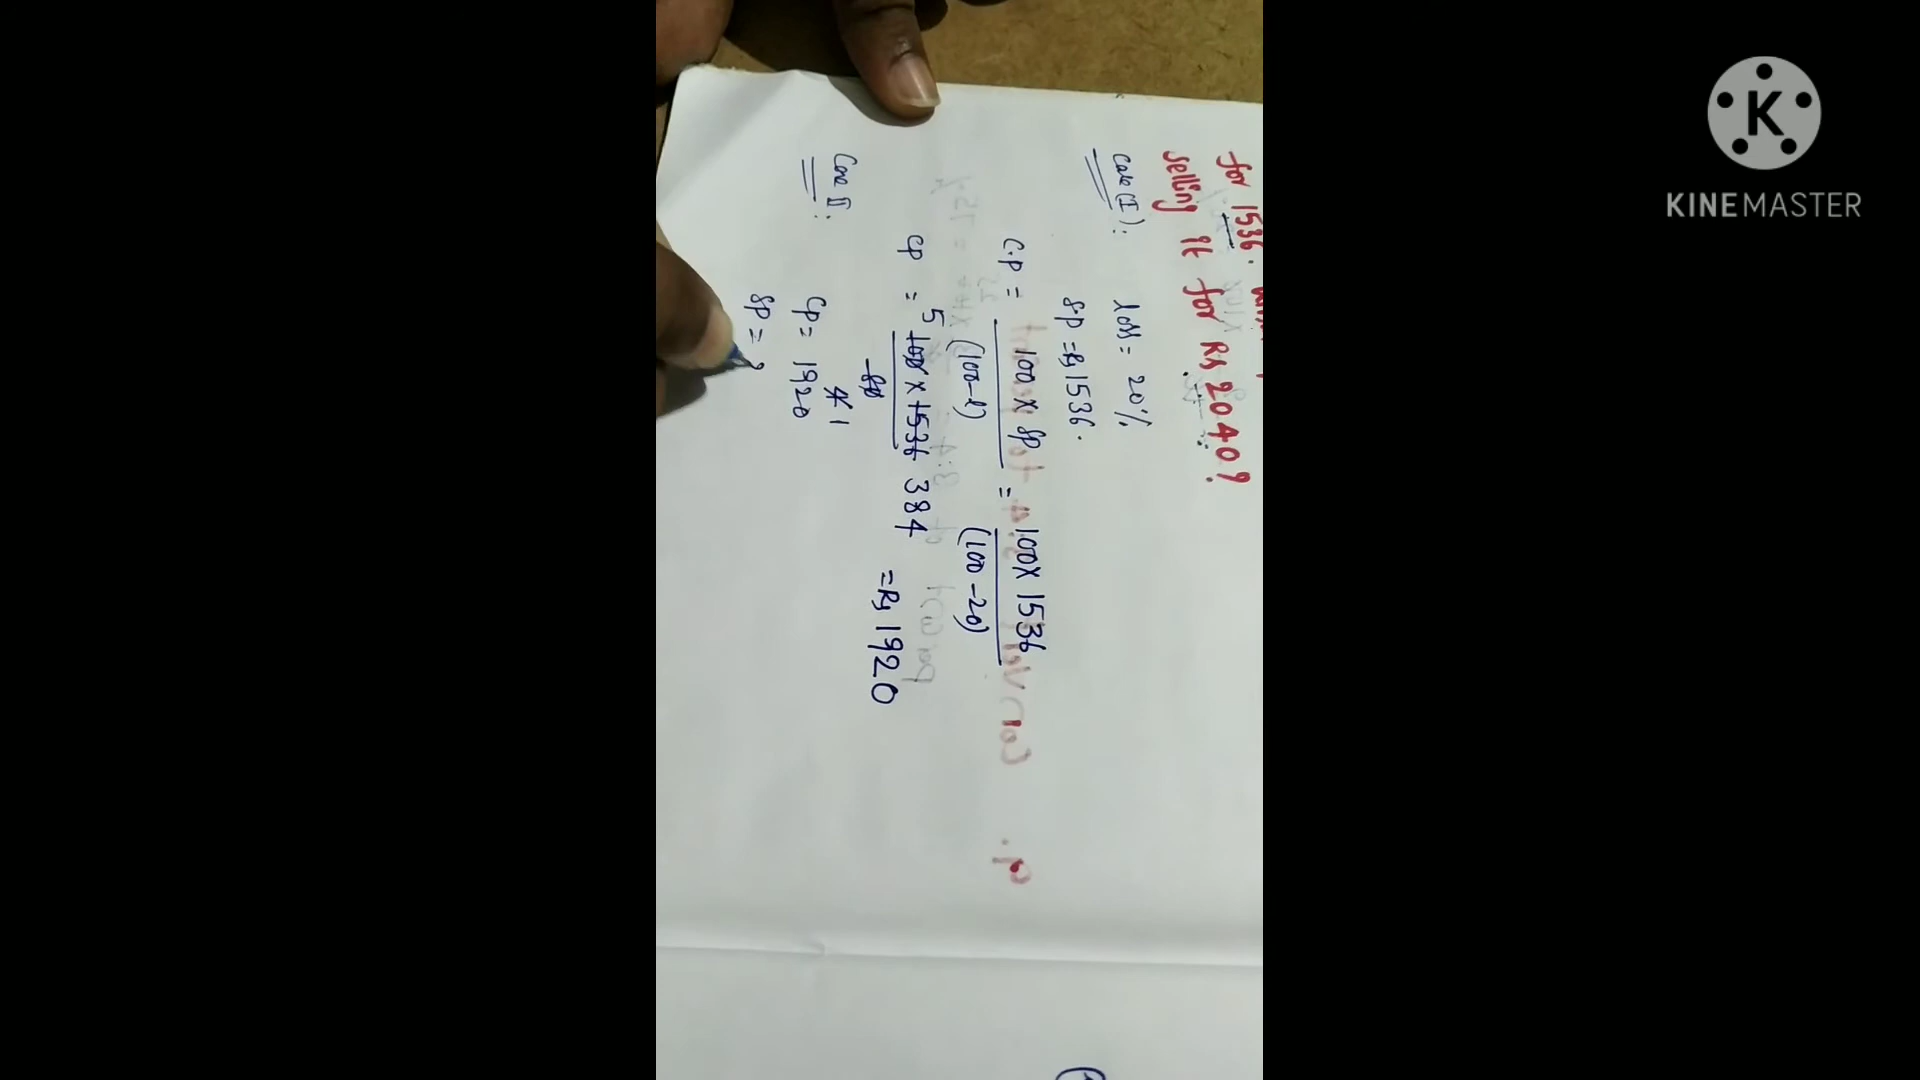 for 1536.
selling it for Rs 2040?
Case (I): loss = 20%
S.P = Rs 1536.
C.P = 100 x SP / (100-l) = 100 x 1536 / (100-20)
CP = 5 100 x 1536 384 / 80 = Rs 1920
4 1
Case II: CP = 1920
SP = 2
KINEMASTER